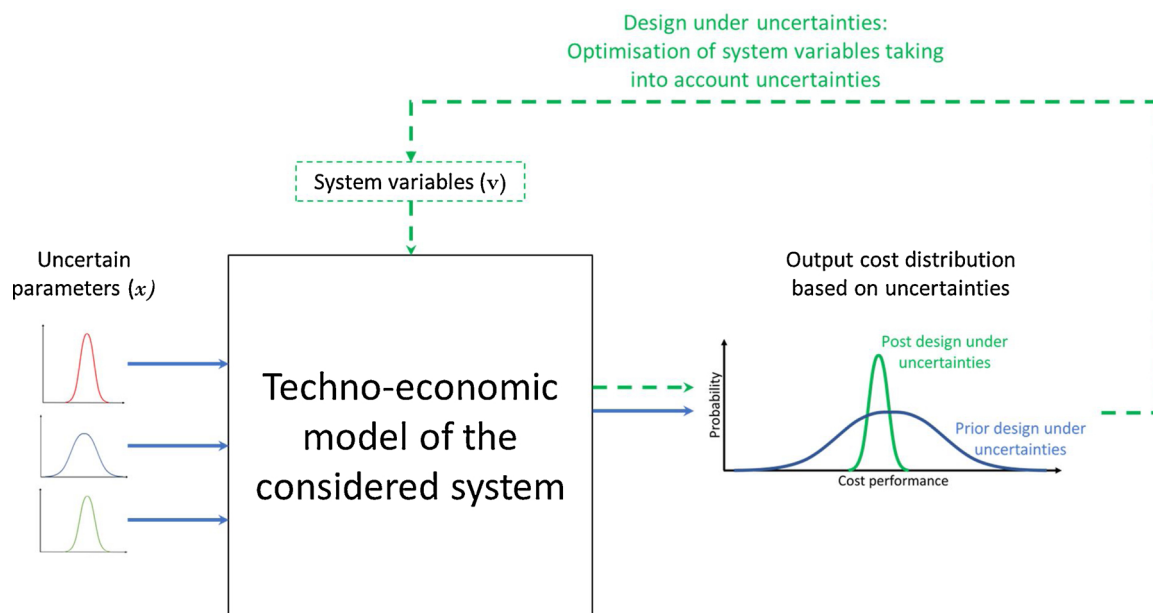 Design under uncertainties:
Optimisation of system variables taking
into account uncertainties
System variables (v)
Uncertain
parameters (x)
Techno-economic
model of the
considered system
Output cost distribution
based on uncertainties
Post design under
uncertainties
Probability
Prior design under
uncertainties
Cost performance